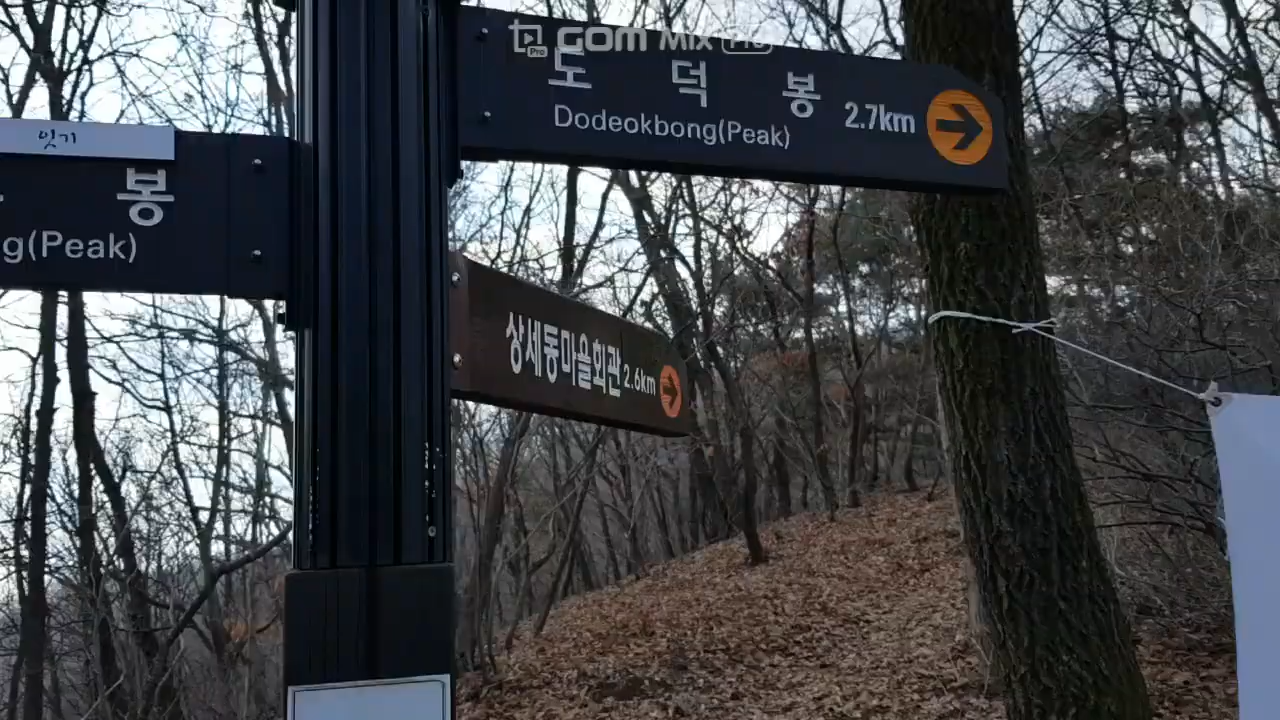 GOM Mix Pro
도 덕 봉
Dodeokbong(Peak)
2.7km
잇기
봉
g(Peak)
상세동마을회관 2.6km